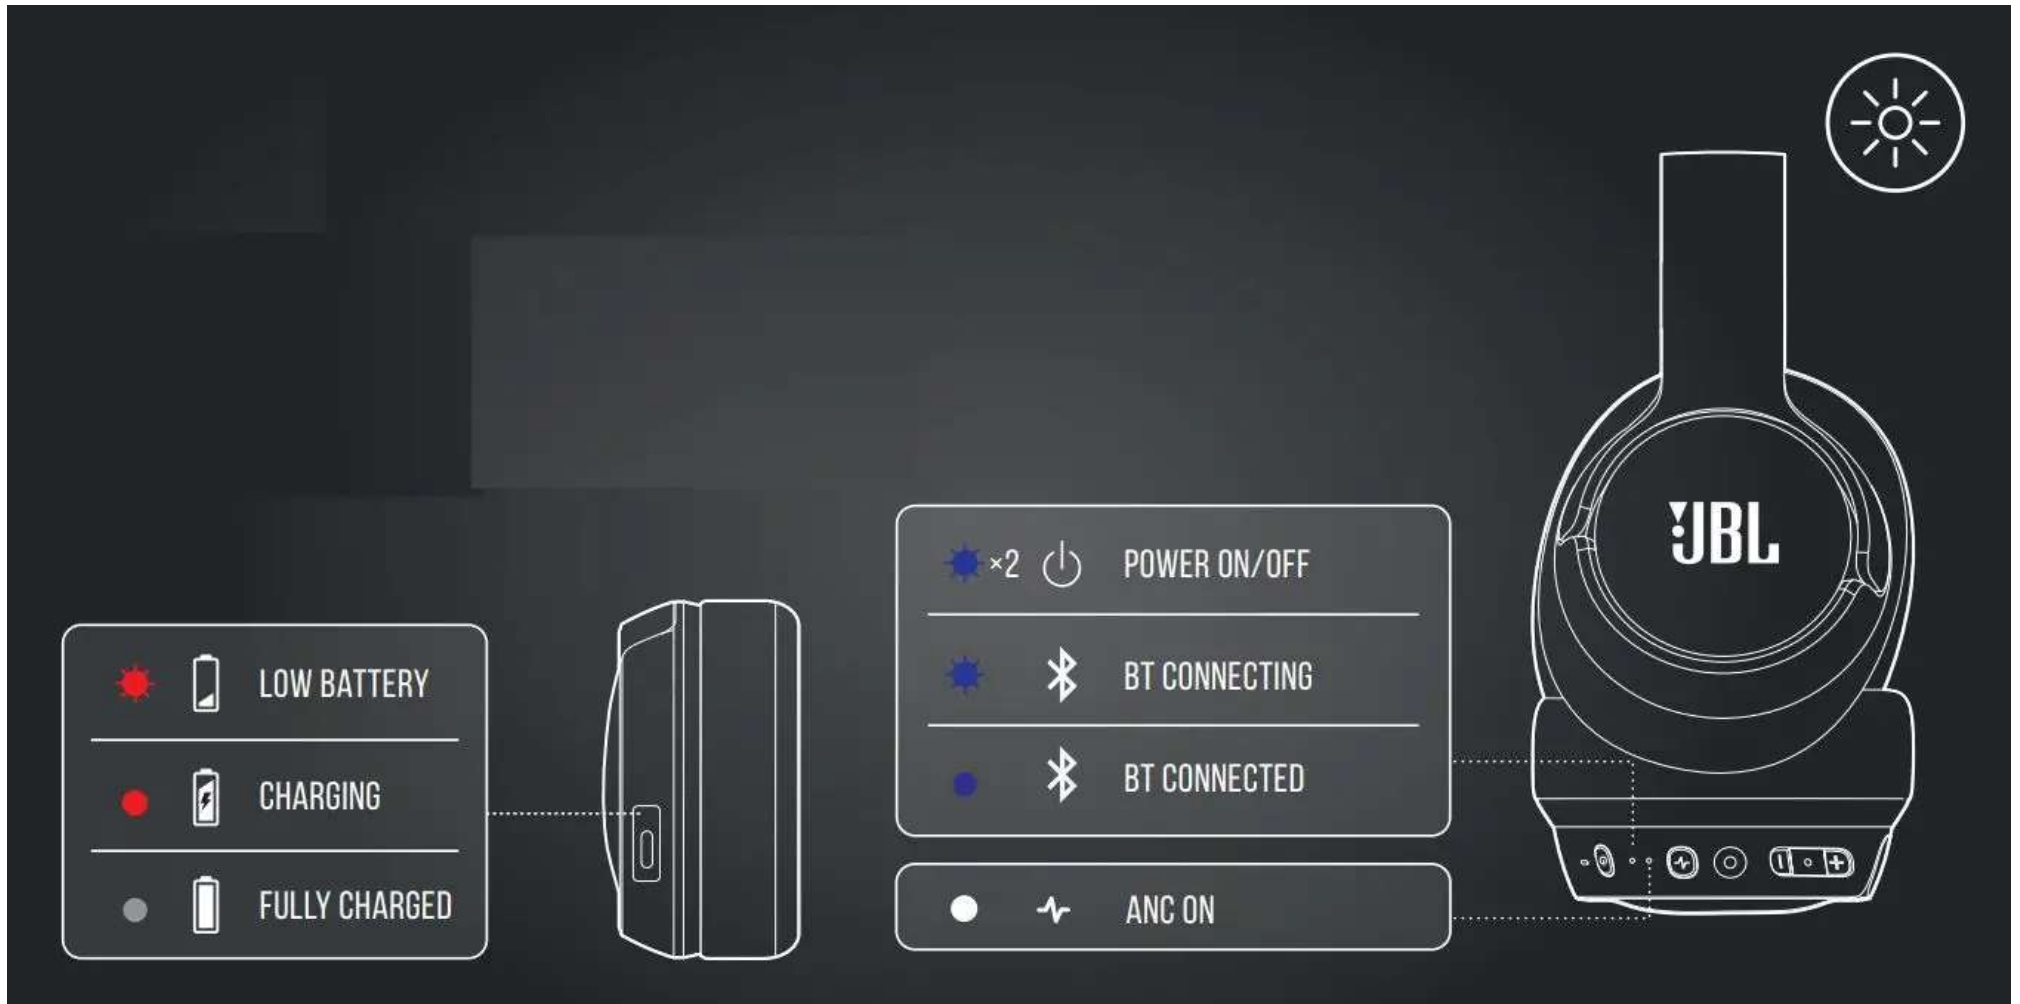 JBL
×2 POWER ON/OFF
BT CONNECTING
BT CONNECTED
ANC ON
LOW BATTERY
CHARGING
FULLY CHARGED